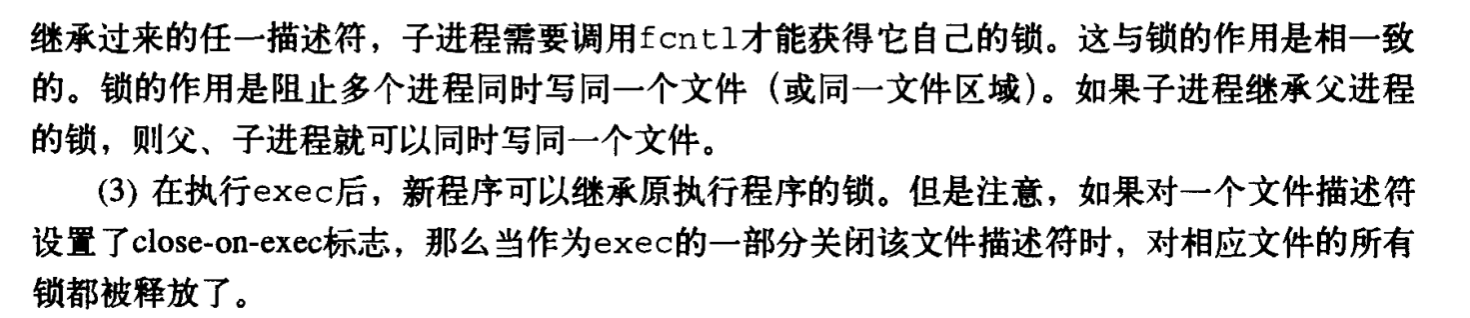 继承过来的任一描述符，子进程需要调用fcntl才能获得它自己的锁。这与锁的作用是相一致
的。锁的作用是阻止多个进程同时写同一个文件（或同一文件区域）。如果子进程继承父进程
的锁，则父、子进程就可以同时写同一个文件。
(3) 在执行exec后，新程序可以继承原执行程序的锁。但是注意，如果对一个文件描述符
设置了close-on-exec标志，那么当作为exec的一部分关闭该文件描述符时，对相应文件的所有
锁都被释放了。